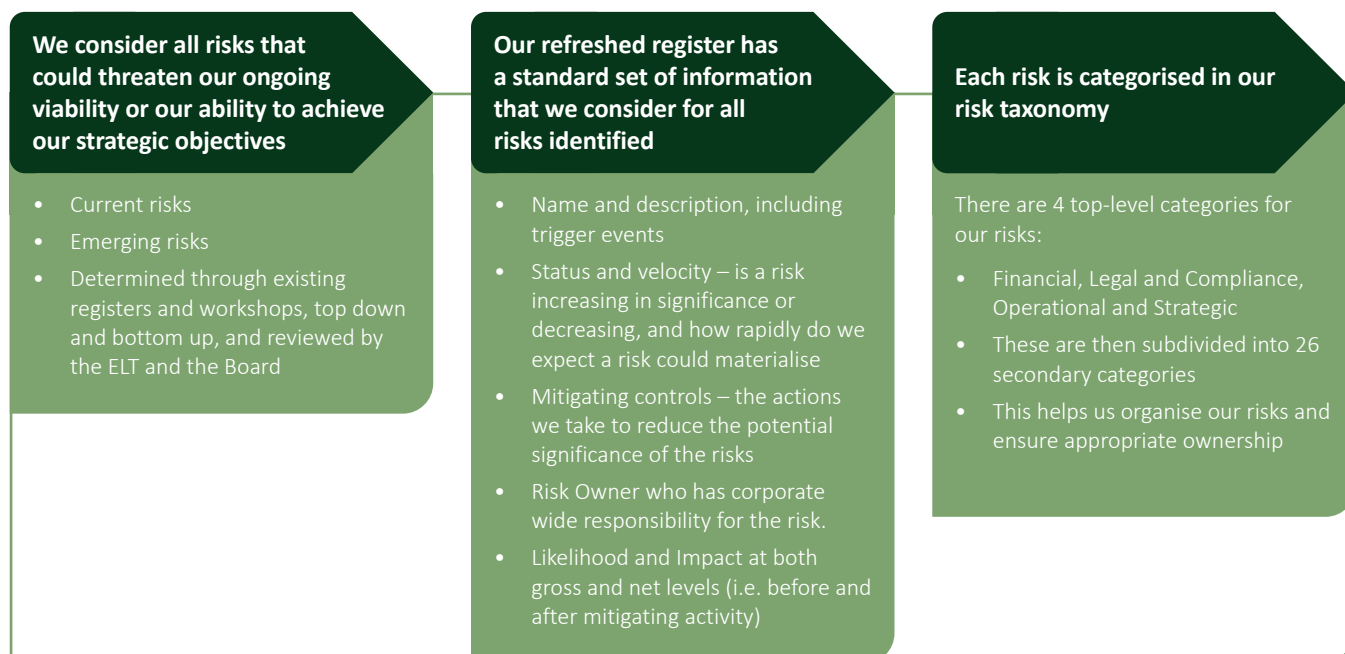 We consider all risks that
could threaten our ongoing
viability or our ability to achieve
our strategic objectives
• Current risks
• Emerging risks
• Determined through existing
registers and workshops, top down
and bottom up, and reviewed by
the ELT and the Board
Our refreshed register has
a standard set of information
that we consider for all
risks identified
• Name and description, including
trigger events
• Status and velocity – is a risk
increasing in significance or
decreasing, and how rapidly do we
expect a risk could materialise
• Mitigating controls – the actions
we take to reduce the potential
significance of the risks
• Risk Owner who has corporate
wide responsibility for the risk.
• Likelihood and Impact at both
gross and net levels (i.e. before and
after mitigating activity)
Each risk is categorised in our
risk taxonomy
There are 4 top-level categories for
our risks:
• Financial, Legal and Compliance,
Operational and Strategic
• These are then subdivided into 26
secondary categories
• This helps us organise our risks and
ensure appropriate ownership